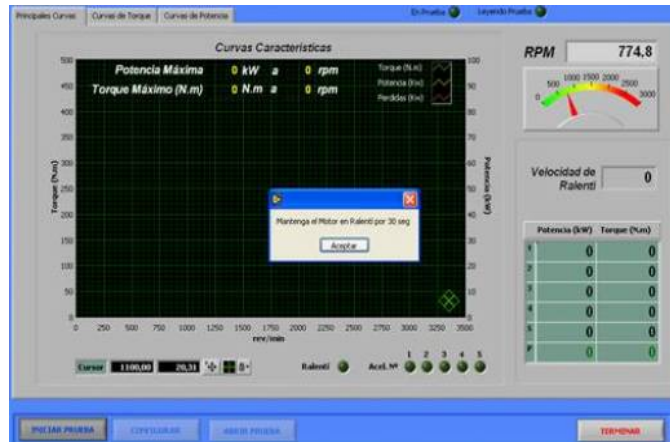 Principales Curvas Curvas de Torque Curvas de Potencia
En Prueba Leyendo Prueba
Curvas Características
Potencia Máxima 0 kW a 0 rpm
Torque Máximo (N.m) 0 N.m a 0 rpm
Torque (N.m)
Potencia (Kw)
Perdidas (Kw)
500
450
400
350
300
250
200
150
100
50
0
Torque (N.m)
100
90
80
70
60
50
40
30
20
10
0
Potencia (kW)
0 250 500 750 1000 1250 1500 1750 2000 2250 2500 2750 3000 3250 3500
rev/min
Mantenga el Motor en Ralentí por 30 seg
Aceptar
Cursor 1100,00 20,31
Ralentí
Acel. Nº 1 2 3 4 5
RPM 774,8
0 500 1000 1500 2000 2500 3000
Velocidad de Ralenti 0
Potencia (kW) Torque (N.m)
1 0 0
2 0 0
3 0 0
4 0 0
5 0 0
P 0 0
INICIAR PRUEBA CONFIGURAR ABRIR PRUEBA TERMINAR